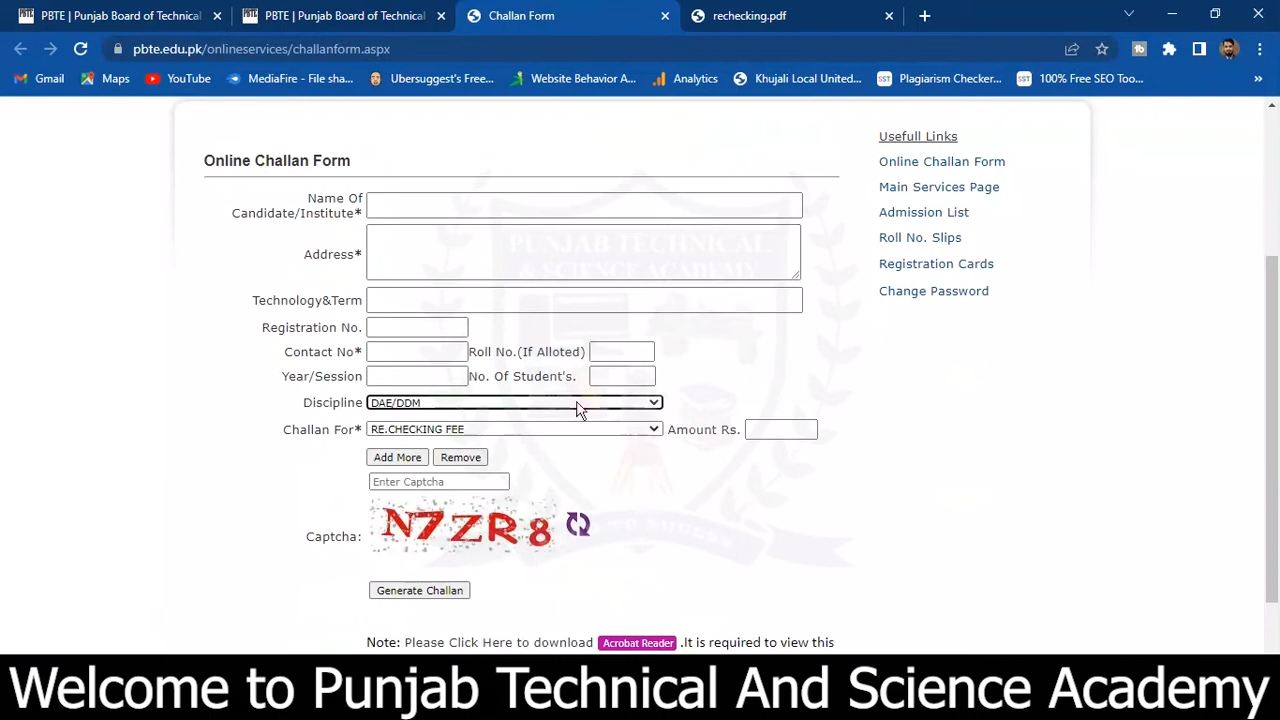 PBTE | Punjab Board of Technical
PBTE | Punjab Board of Technical
Challan Form
rechecking.pdf
pbte.edu.pk/onlineservices/challanform.aspx
Gmail
Maps
YouTube
MediaFire - File sha...
Ubersuggest's Free...
Website Behavior A...
Analytics
Khujali Local United...
Plagiarism Checker...
100% Free SEO Too...
Online Challan Form
Name Of
Candidate/Institute*
Address*
Technology&Term
Registration No.
Contact No* Roll No.(If Alloted)
Year/Session No. Of Student's.
Discipline DAE/DDM
Challan For* RE.CHECKING FEE Amount Rs.
Add More Remove
Enter Captcha
Captcha: N7ZR8
Generate Challan
Note: Please Click Here to download Acrobat Reader .It is required to view this
Usefull Links
Online Challan Form
Main Services Page
Admission List
Roll No. Slips
Registration Cards
Change Password
PUNJAB TECHNICAL
& SCIENCE ACADEMY
Welcome to Punjab Technical And Science Academy